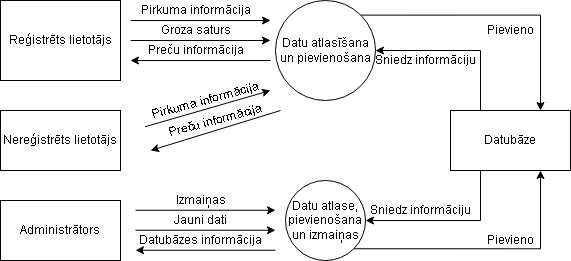 Reģistrēts lietotājs
Pirkuma informācija
Groza saturs
Preču informācija
Datu atlasīšana
un pievienošana
Pievieno
Sniedz informāciju
Nereģistrēts lietotājs
Pirkuma informācija
Preču informācija
Datubāze
Administrators
Izmaiņas
Jauni dati
Datubāzes informācija
Datu atlase,
pievienošana
un izmaiņas
Sniedz informāciju
Pievieno